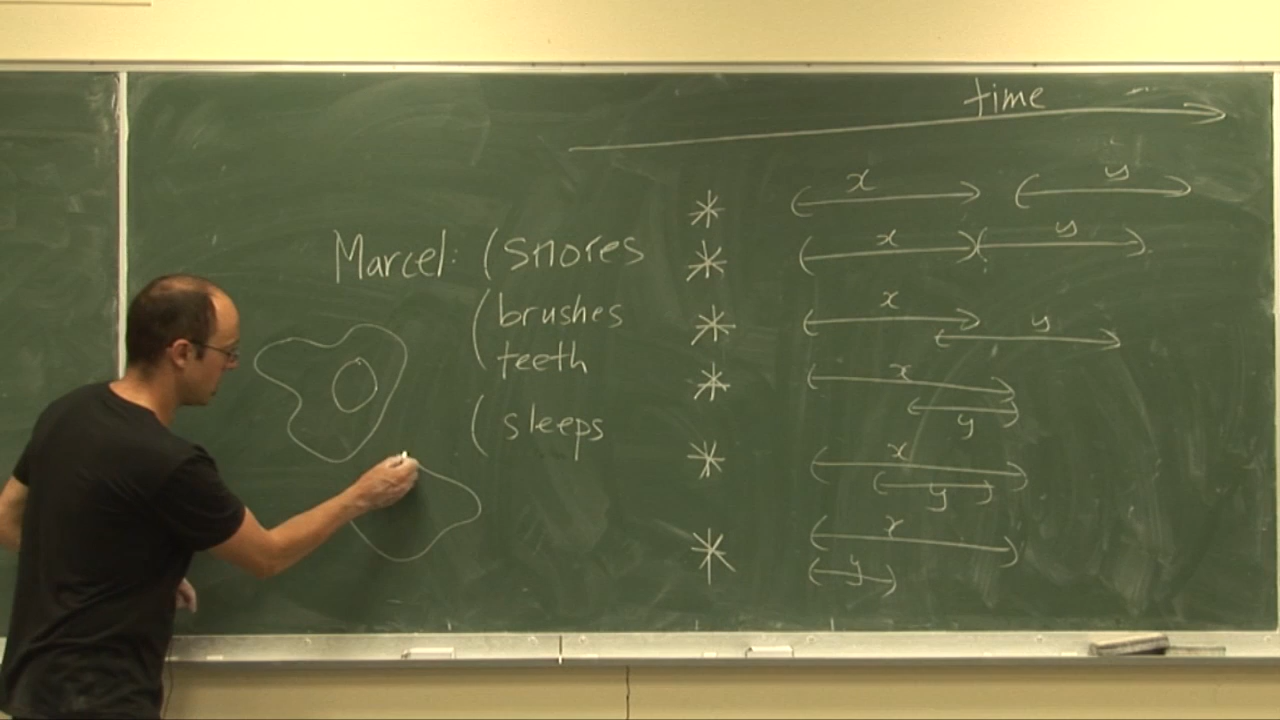 time
Marcel: (snores
(brushes
teeth
(sleeps
* x y
* x y
* x y
* x
y
* x
y
* x
y